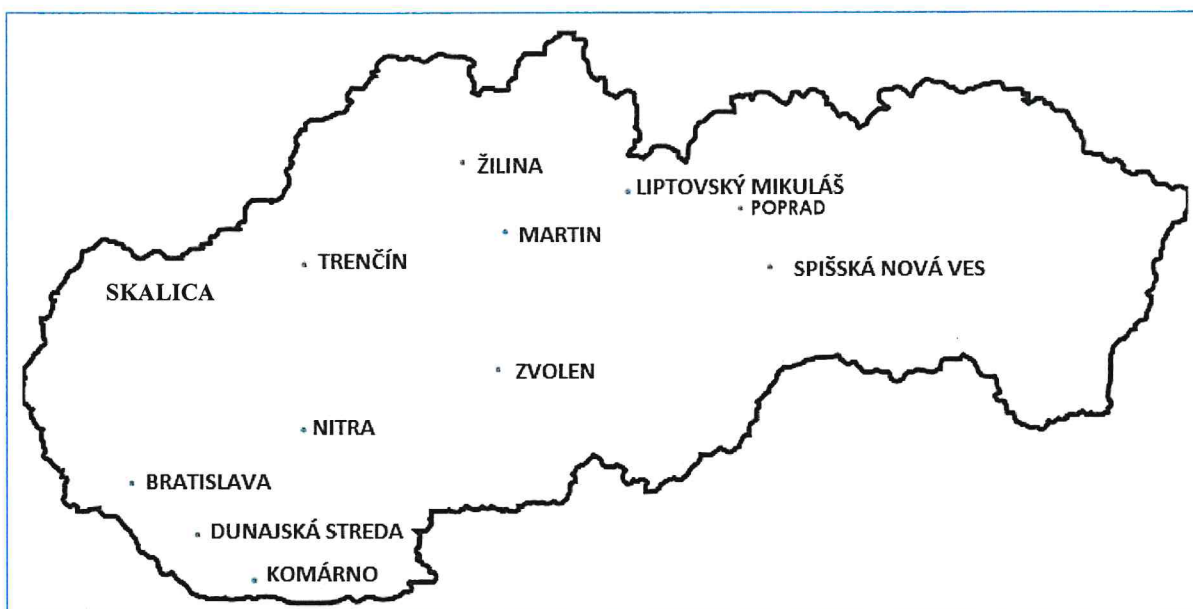 ŽILINA
LIPTOVSKÝ MIKULÁŠ
POPRAD
MARTIN
TRENČÍN
SPIŠSKÁ NOVÁ VES
SKALICA
ZVOLEN
NITRA
BRATISLAVA
DUNAJSKÁ STREDA
KOMÁRNO